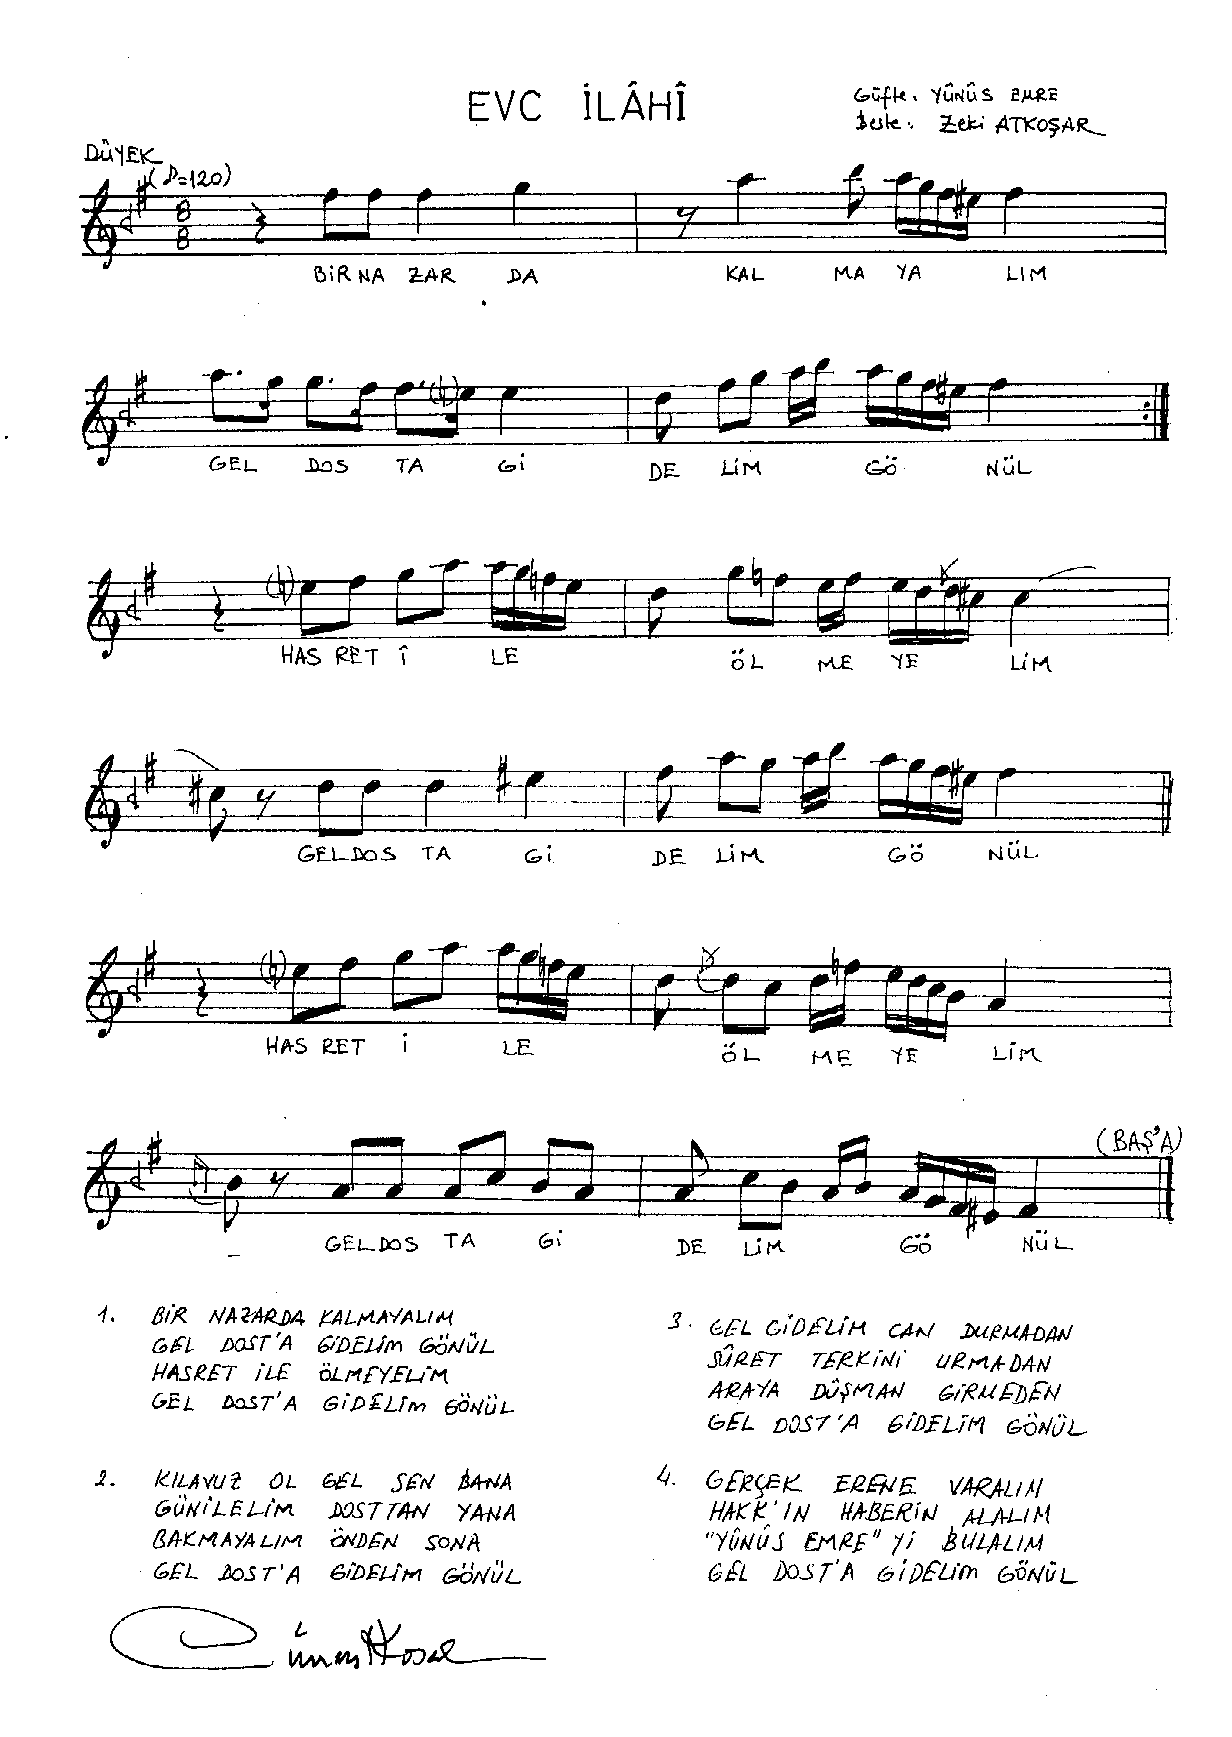 EVC İLÂHÎ
Güfte: YÛNÛS EMRE
Beste: Zeki ATKOŞAR
DÜYEK
(♪=120)
8
8
BİR NA ZAR DA KAL MA YA LIM
GEL DOS TA Gİ DE LİM GÖ NÜL
HAS RET Î LE ÖL ME YE LİM
GEL DOS TA Gİ DE LİM GÖ NÜL
HAS RET İ LE ÖL ME YE LİM
(BAŞ'A)
GEL DOS TA Gİ DE LİM GÖ NÜL
1. BİR NAZARDA KALMAYALIM
GEL DOST'A GİDELİM GÖNÜL
HASRET İLE ÖLMEYELİM
GEL DOST'A GİDELİM GÖNÜL
2. KILAVUZ OL GEL SEN BANA
GÜNİLELİM DOSTTAN YANA
BAKMAYALIM ÖNDEN SONA
GEL DOST'A GİDELİM GÖNÜL
3. GEL GİDELİM CAN DURMADAN
SÛRET TERKİNİ URMADAN
ARAYA DÜŞMAN GİRMEDEN
GEL DOST'A GİDELİM GÖNÜL
4. GERÇEK ERENE VARALIM
HAKK'IN HABERİN ALALIM
"YÛNÛS EMRE" Yİ BULALIM
GEL DOST'A GİDELİM GÖNÜL